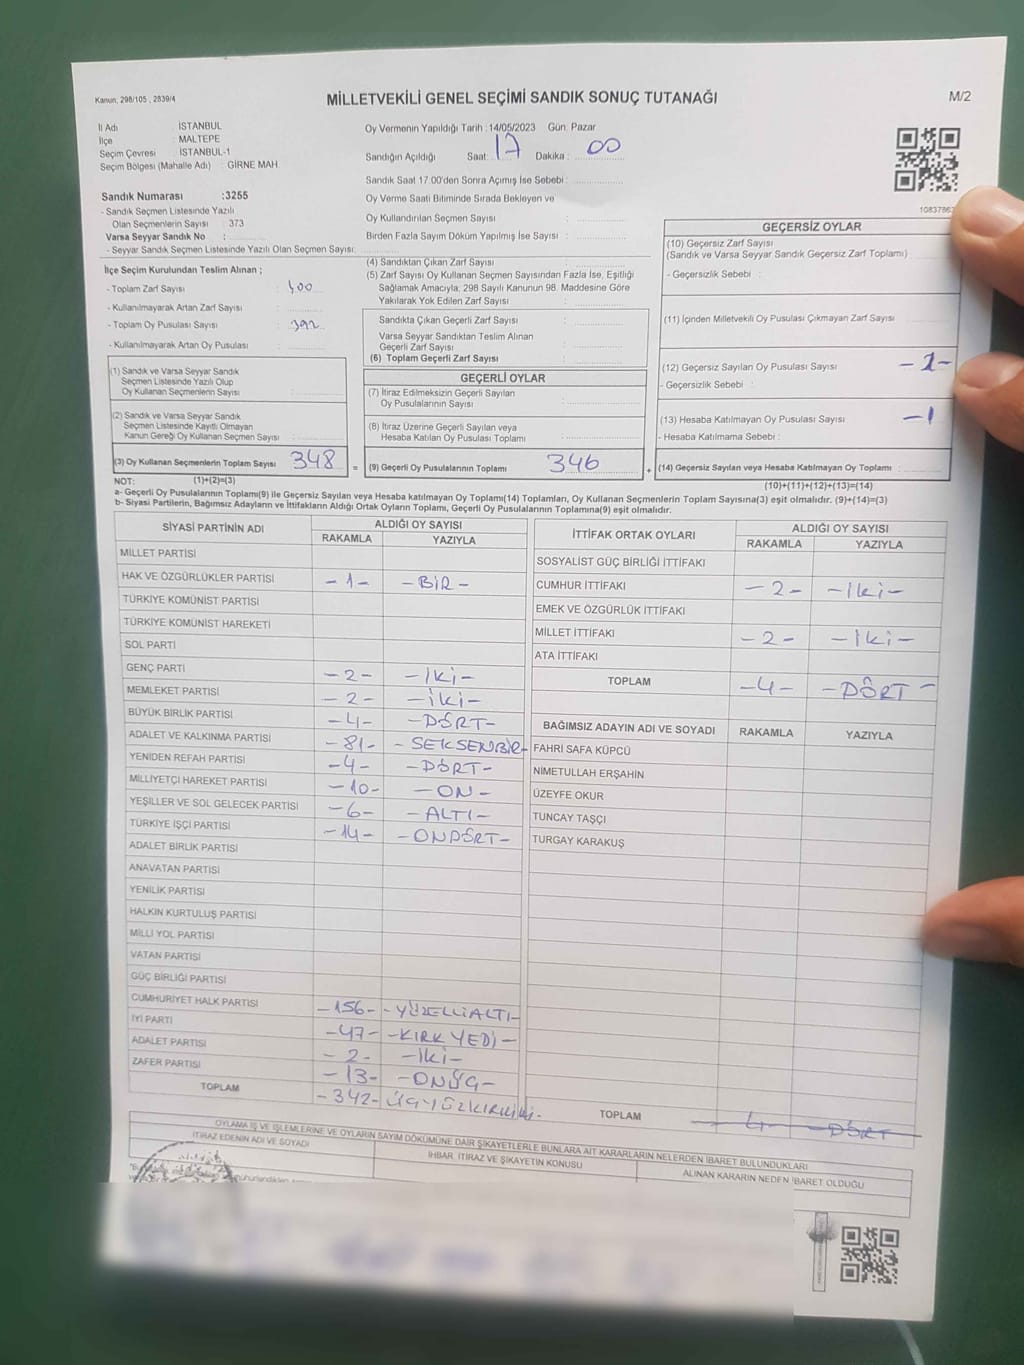 Kanun, 298/105 , 2839/4
MİLLETVEKİLİ GENEL SEÇİMİ SANDIK SONUÇ TUTANAĞI
M/2
İl Adı : İSTANBUL
İlçe : MALTEPE
Seçim Çevresi : İSTANBUL-1
Seçim Bölgesi (Mahalle Adı) : GİRNE MAH.
Oy Vermenin Yapıldığı Tarih : 14/05/2023 Gün: Pazar
Sandığın Açıldığı Saat: 17 Dakika : 00
Sandık Saat 17.00'den Sonra Açımış İse Sebebi :
Oy Verme Saati Bitiminde Sırada Bekleyen ve
Oy Kullandırılan Seçmen Sayısı :
Birden Fazla Sayım Döküm Yapılmış İse Sayısı :
Sandık Numarası :3255
- Sandık Seçmen Listesinde Yazılı
Olan Seçmenlerin Sayısı : 373
Varsa Seyyar Sandık No :
- Seyyar Sandık Seçmen Listesinde Yazılı Olan Seçmen Sayısı:
İlçe Seçim Kurulundan Teslim Alınan ;
- Toplam Zarf Sayısı : 400
- Kullanılmayarak Artan Zarf Sayısı :
- Toplam Oy Pusulası Sayısı : 392
- Kullanılmayarak Artan Oy Pusulası :
(1) Sandık ve Varsa Seyyar Sandık
Seçmen Listesinde Yazılı Olup
Oy Kullanan Seçmenlerin Sayısı :
(2) Sandık ve Varsa Seyyar Sandık
Seçmen Listesinde Kayıtlı Olmayan
Kanun Gereği Oy Kullanan Seçmen Sayısı :
(3) Oy Kullanan Seçmenlerin Toplam Sayısı 348
(1)+(2)=(3)
(4) Sandıktan Çıkan Zarf Sayısı :
(5) Zarf Sayısı Oy Kullanan Seçmen Sayısından Fazla İse, Eşitliği
Sağlamak Amacıyla, 298 Sayılı Kanunun 98. Maddesine Göre
Yakılarak Yok Edilen Zarf Sayısı :
Sandıkta Çıkan Geçerli Zarf Sayısı :
Varsa Seyyar Sandıktan Teslim Alınan
Geçerli Zarf Sayısı :
(6) Toplam Geçerli Zarf Sayısı :
GEÇERLİ OYLAR
(7) İtiraz Edilmeksizin Geçerli Sayılan
Oy Pusulalarının Sayısı :
(8) İtiraz Üzerine Geçerli Sayılan veya
Hesaba Katılan Oy Pusulası Toplamı :
= (9) Geçerli Oy Pusulalarının Toplamı 346 +
GEÇERSİZ OYLAR
(10) Geçersiz Zarf Sayısı
(Sandık ve Varsa Seyyar Sandık Geçersiz Zarf Toplamı) :
- Geçersizlik Sebebi :
(11) İçinden Milletvekili Oy Pusulası Çıkmayan Zarf Sayısı :
(12) Geçersiz Sayılan Oy Pusulası Sayısı : -1-
- Geçersizlik Sebebi :
(13) Hesaba Katılmayan Oy Pusulası Sayısı : -1
- Hesaba Katılmama Sebebi :
(14) Geçersiz Sayılan veya Hesaba Katılmayan Oy Toplamı :
(10)+(11)+(12)+(13)=(14)
NOT:
a- Geçerli Oy Pusulalarının Toplamı(9) ile Geçersiz Sayılan veya Hesaba katılmayan Oy Toplamı(14) Toplamları, Oy Kullanan Seçmenlerin Toplam Sayısına(3) eşit olmalıdır. (9)+(14)=(3)
b- Siyasi Partilerin, Bağımsız Adayların ve İttifakların Aldığı Ortak Oyların Toplamı, Geçerli Oy Pusulalarının Toplamına(9) eşit olmalıdır.
SİYASİ PARTİNİN ADI ALDIĞI OY SAYISI
RAKAMLA YAZIYLA
MİLLET PARTİSİ
HAK VE ÖZGÜRLÜKLER PARTİSİ -1- -BİR-
TÜRKİYE KOMÜNİST PARTİSİ
TÜRKİYE KOMÜNİST HAREKETİ
SOL PARTİ
GENÇ PARTİ -2- -İKİ-
MEMLEKET PARTİSİ -2- -İKİ-
BÜYÜK BİRLİK PARTİSİ -4- -DÖRT-
ADALET VE KALKINMA PARTİSİ -81- -SEKSENBİR-
YENİDEN REFAH PARTİSİ -4- -DÖRT-
MİLLİYETÇİ HAREKET PARTİSİ -10- -ON-
YEŞİLLER VE SOL GELECEK PARTİSİ -6- -ALTI-
TÜRKİYE İŞÇİ PARTİSİ -14- -ONDÖRT-
ADALET BİRLİK PARTİSİ
ANAVATAN PARTİSİ
YENİLİK PARTİSİ
HALKIN KURTULUŞ PARTİSİ
MİLLİ YOL PARTİSİ
VATAN PARTİSİ
GÜÇ BİRLİĞİ PARTİSİ
CUMHURİYET HALK PARTİSİ -156- -YÜZELLİALTI-
İYİ PARTİ -47- -KIRK YEDİ-
ADALET PARTİSİ -2- -İKİ-
ZAFER PARTİSİ -13- -ONÜÇ-
TOPLAM -342- ÜÇYÜZKIRKİKİ-
İTTİFAK ORTAK OYLARI ALDIĞI OY SAYISI
RAKAMLA YAZIYLA
SOSYALİST GÜÇ BİRLİĞİ İTTİFAKI
CUMHUR İTTİFAKI -2- -İKİ-
EMEK VE ÖZGÜRLÜK İTTİFAKI
MİLLET İTTİFAKI -2- -İKİ-
ATA İTTİFAKI
TOPLAM -4- -DÖRT-
BAĞIMSIZ ADAYIN ADI VE SOYADI RAKAMLA YAZIYLA
FAHRİ SAFA KÜPCÜ
NİMETULLAH ERŞAHİN
ÜZEYFE OKUR
TUNCAY TAŞÇI
TURGAY KARAKUŞ
TOPLAM 4 DÖRT
OYLAMA İŞ VE İŞLEMLERİNE VE OYLARIN SAYIM DÖKÜMÜNE DAİR ŞİKAYETLERLE BUNLARA AİT KARARLARIN NELERDEN İBARET BULUNDUKLARI
İTİRAZ EDENİN ADI VE SOYADI İHBAR, İTİRAZ VE ŞİKAYETİN KONUSU ALINAN KARARIN NEDEN İBARET OLDUĞU